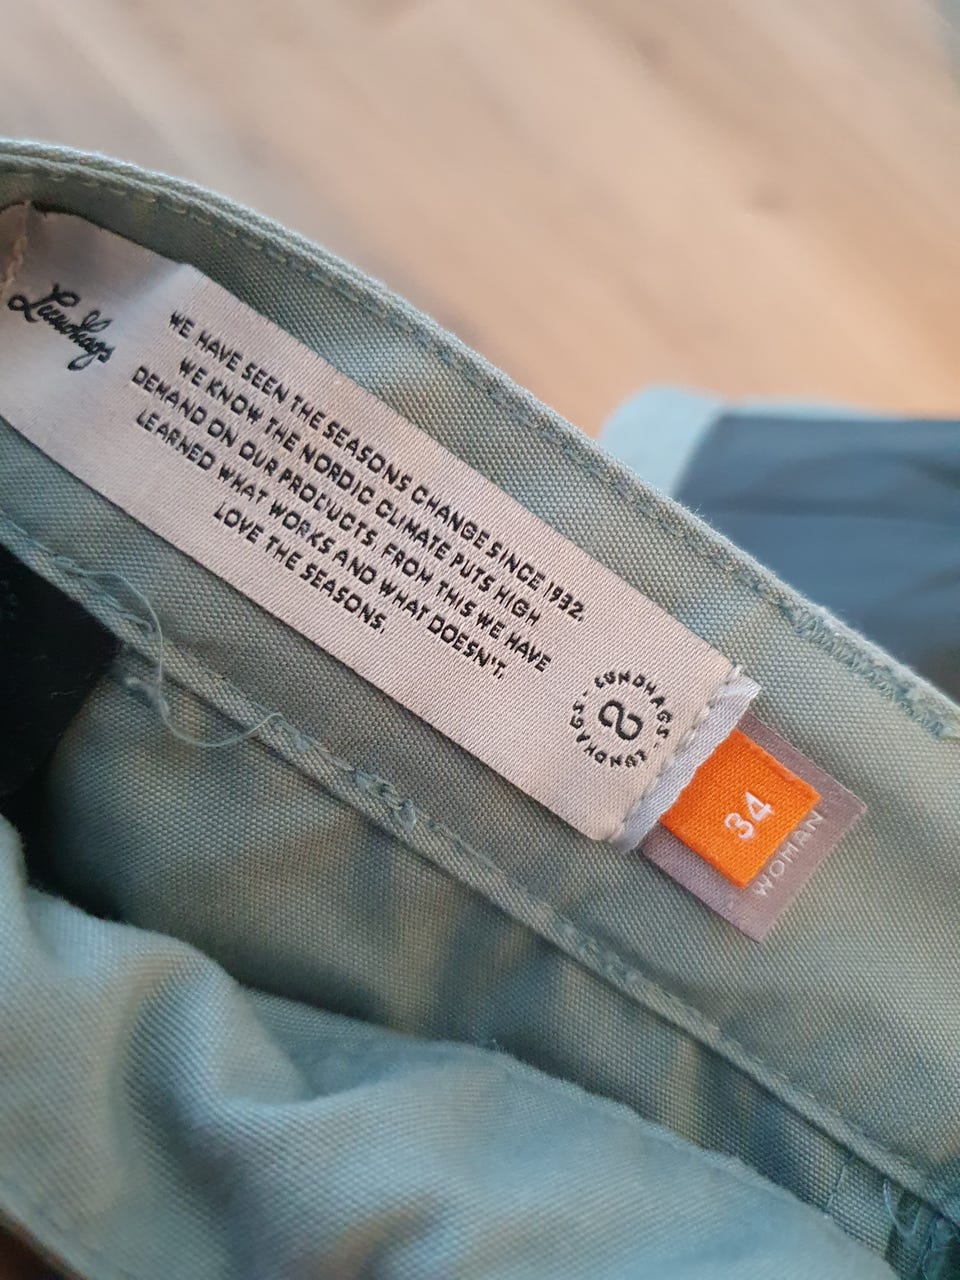 Lundhags
WE HAVE SEEN THE SEASONS CHANGE SINCE 1932.
WE KNOW THE NORDIC CLIMATE PUTS HIGH
DEMAND ON OUR PRODUCTS. FROM THIS WE HAVE
LEARNED WHAT WORKS AND WHAT DOESN'T.
LOVE THE SEASONS.
LUNDHAGS - LUNDHAGS -
34
WOMAN